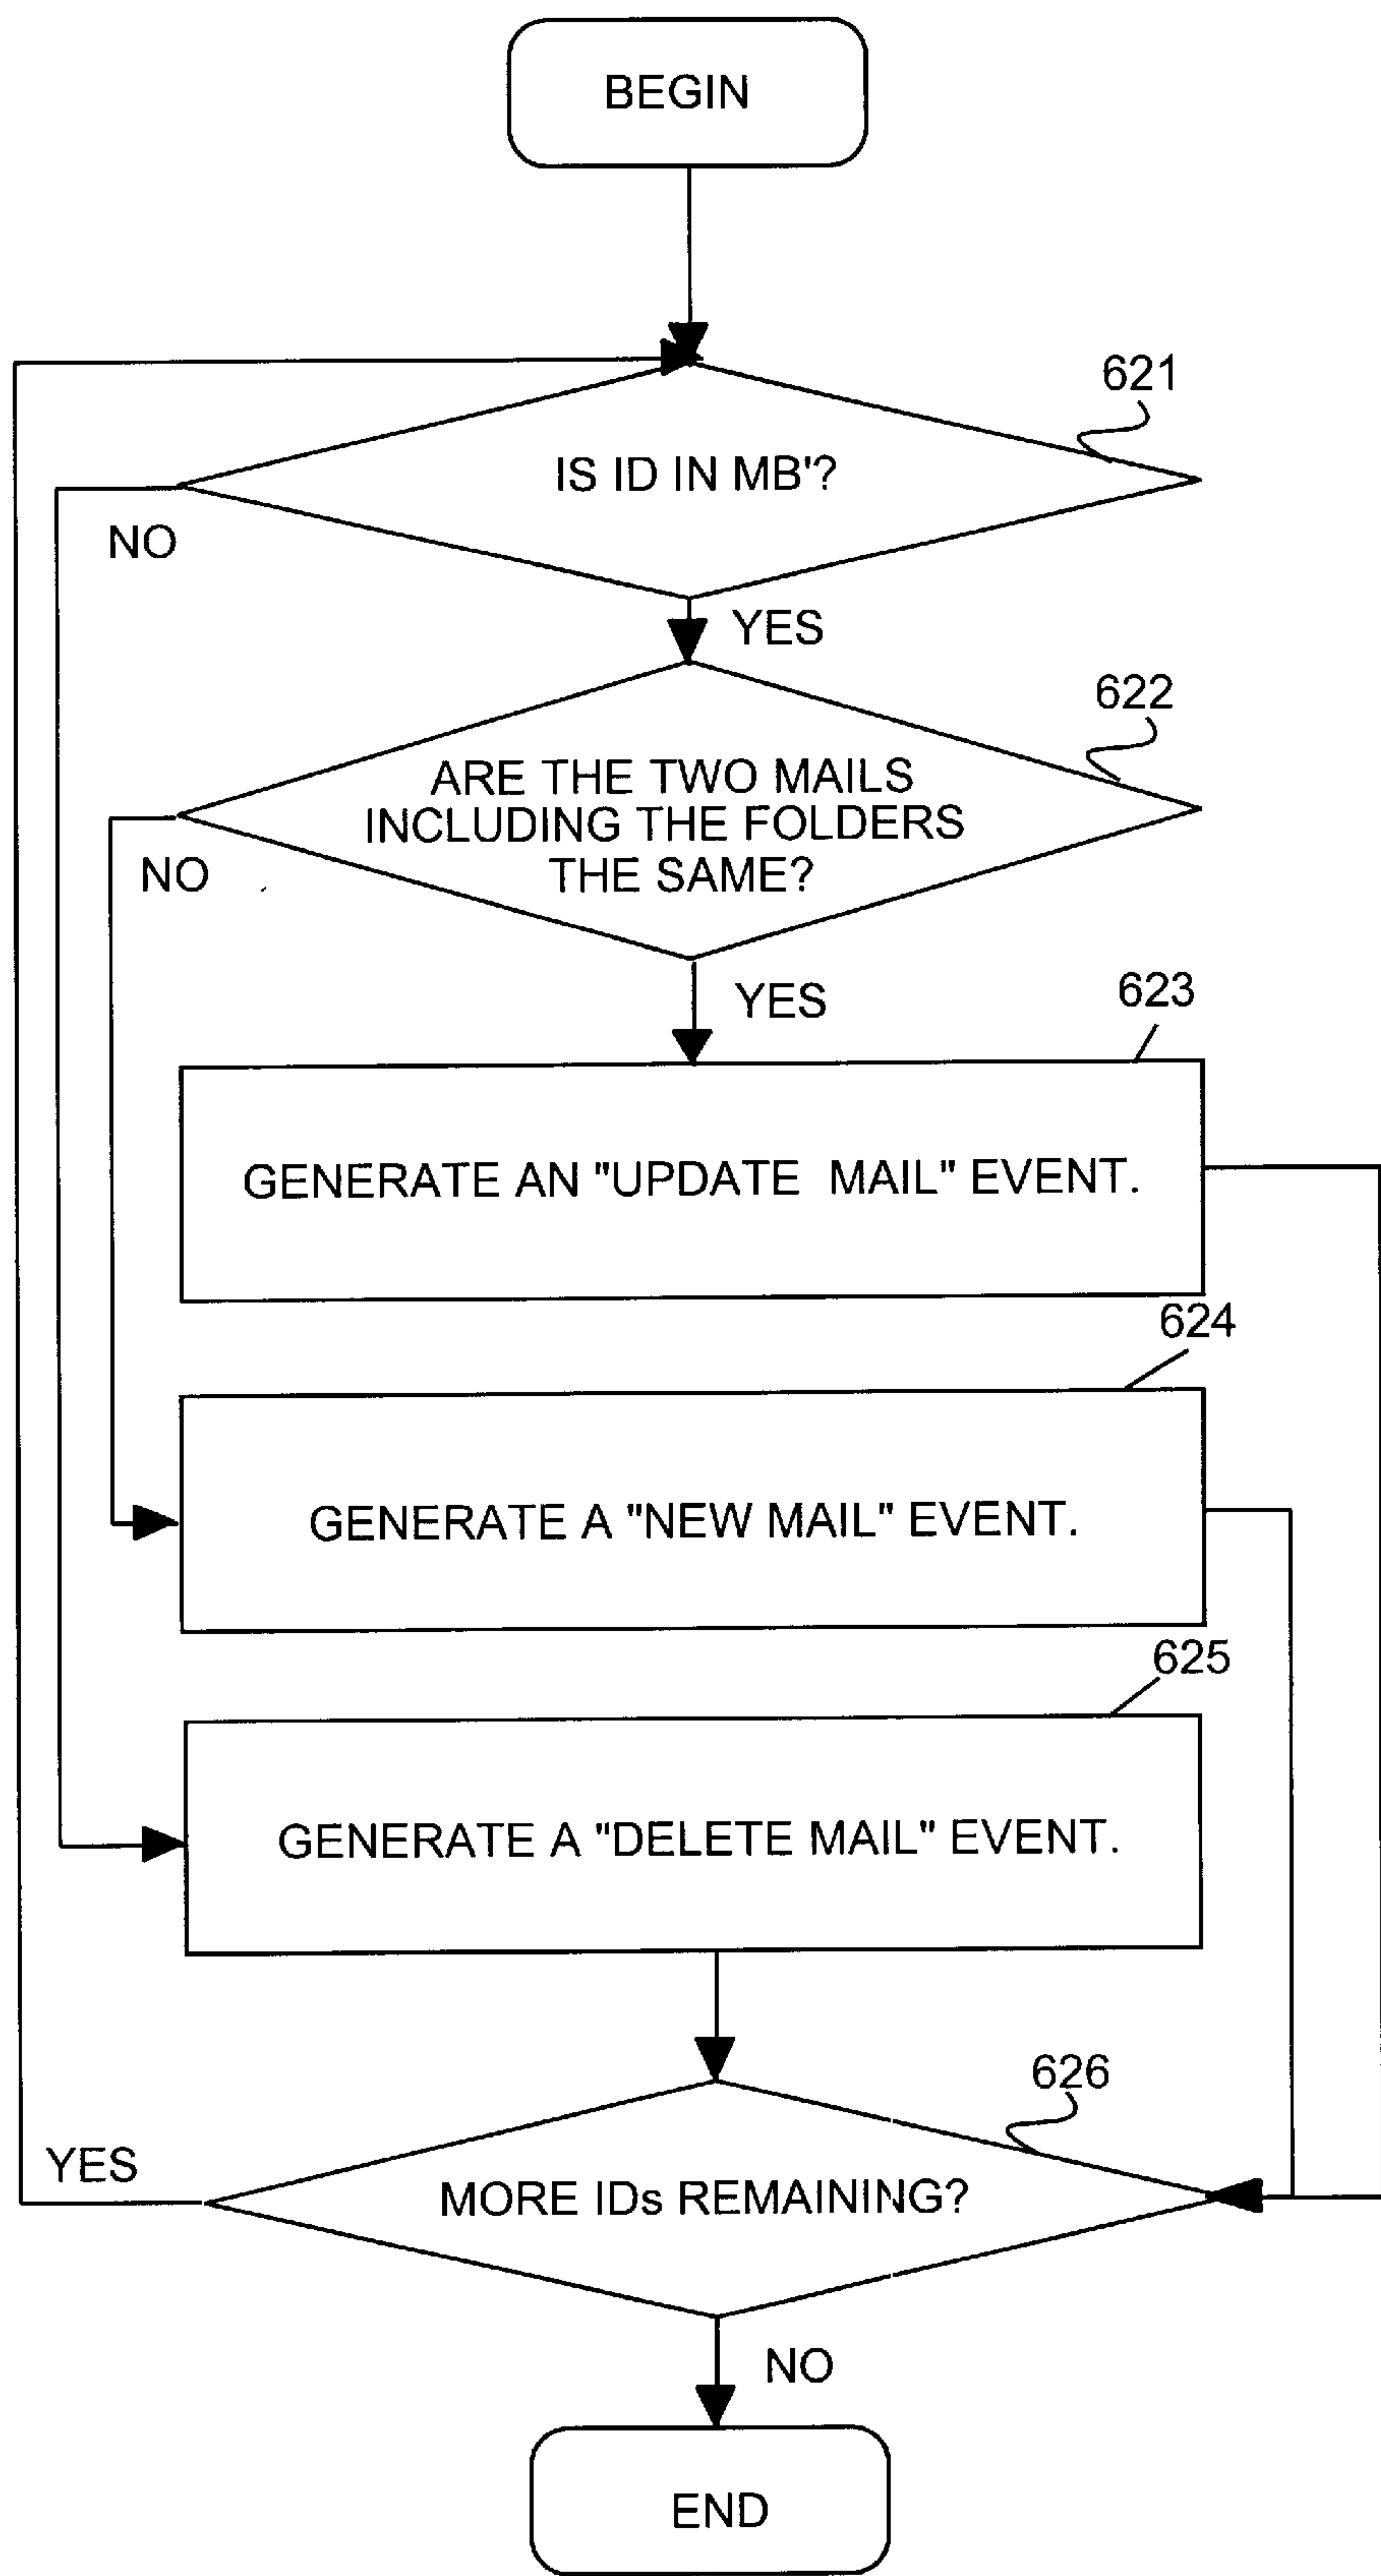 BEGIN
621
IS ID IN MB'?
NO
YES
622
ARE THE TWO MAILS
INCLUDING THE FOLDERS
THE SAME?
NO
YES
623
GENERATE AN "UPDATE MAIL" EVENT.
624
GENERATE A "NEW MAIL" EVENT.
625
GENERATE A "DELETE MAIL" EVENT.
626
YES
MORE IDs REMAINING?
NO
END